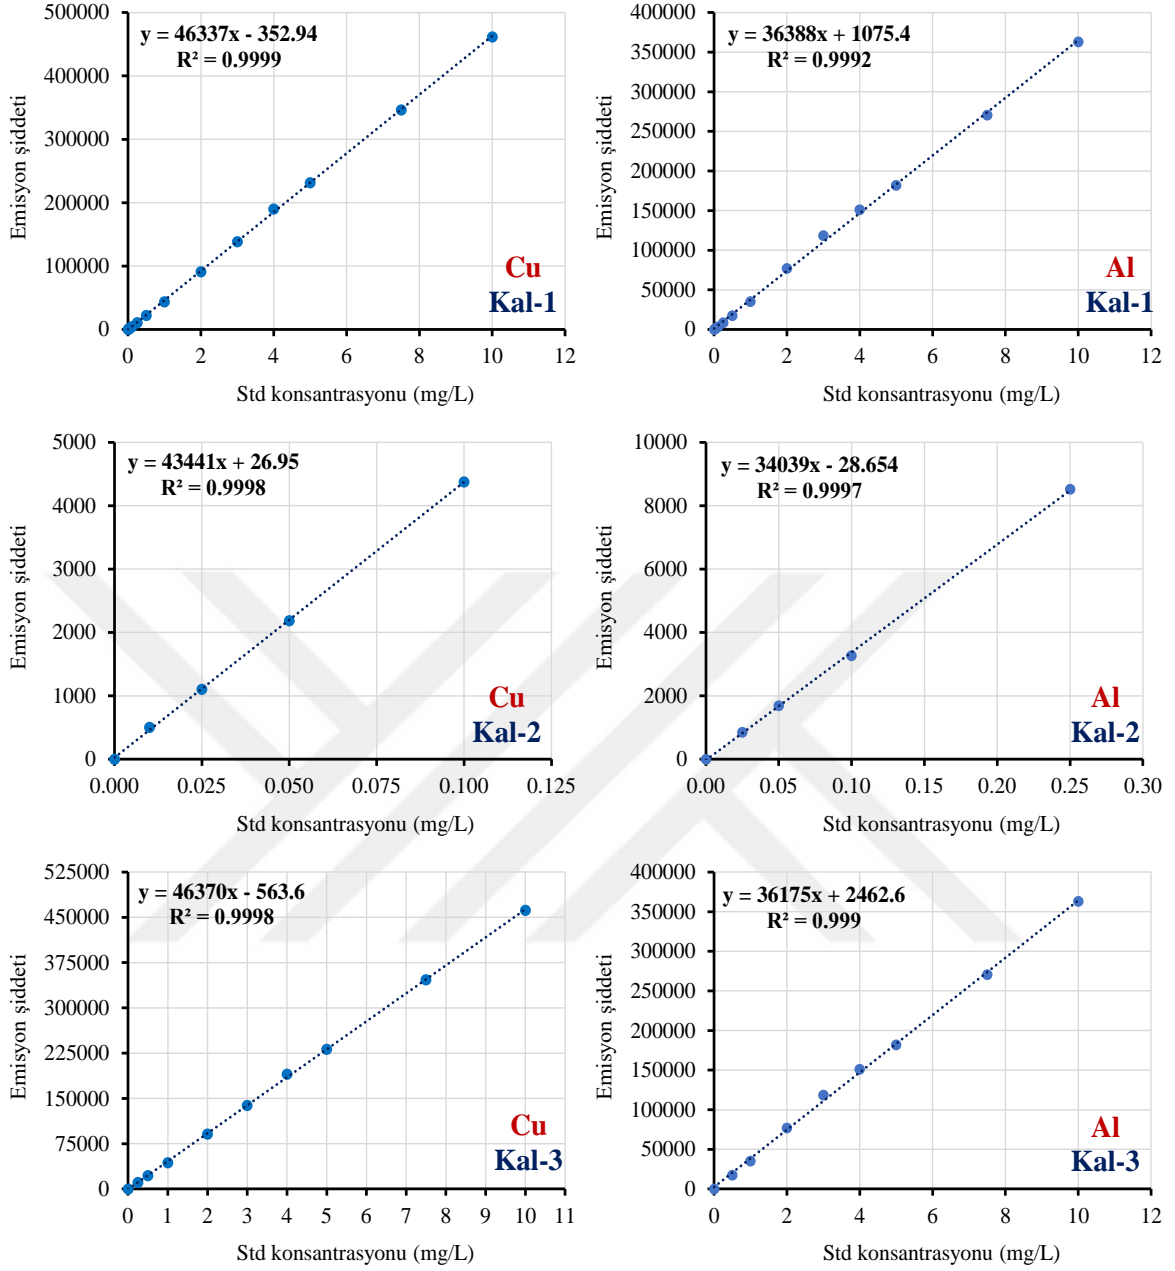 500000
400000
300000
200000
100000
0
y = 46337x - 352.94
R² = 0.9999
Cu
Kal-1
0 2 4 6 8 10 12
Emisyon şiddeti
Std konsantrasyonu (mg/L)
400000
350000
300000
250000
200000
150000
100000
50000
0
y = 36388x + 1075.4
R² = 0.9992
Al
Kal-1
0 2 4 6 8 10 12
Emisyon şiddeti
Std konsantrasyonu (mg/L)
5000
4000
3000
2000
1000
0
y = 43441x + 26.95
R² = 0.9998
Cu
Kal-2
0.000 0.025 0.050 0.075 0.100 0.125
Emisyon şiddeti
Std konsantrasyonu (mg/L)
10000
8000
6000
4000
2000
0
y = 34039x - 28.654
R² = 0.9997
Al
Kal-2
0.00 0.05 0.10 0.15 0.20 0.25 0.30
Emisyon şiddeti
Std konsantrasyonu (mg/L)
525000
450000
375000
300000
225000
150000
75000
0
y = 46370x - 563.6
R² = 0.9998
Cu
Kal-3
0 1 2 3 4 5 6 7 8 9 10 11
Emisyon şiddeti
Std konsantrasyonu (mg/L)
400000
350000
300000
250000
200000
150000
100000
50000
0
y = 36175x + 2462.6
R² = 0.999
Al
Kal-3
0 2 4 6 8 10 12
Emisyon şiddeti
Std konsantrasyonu (mg/L)